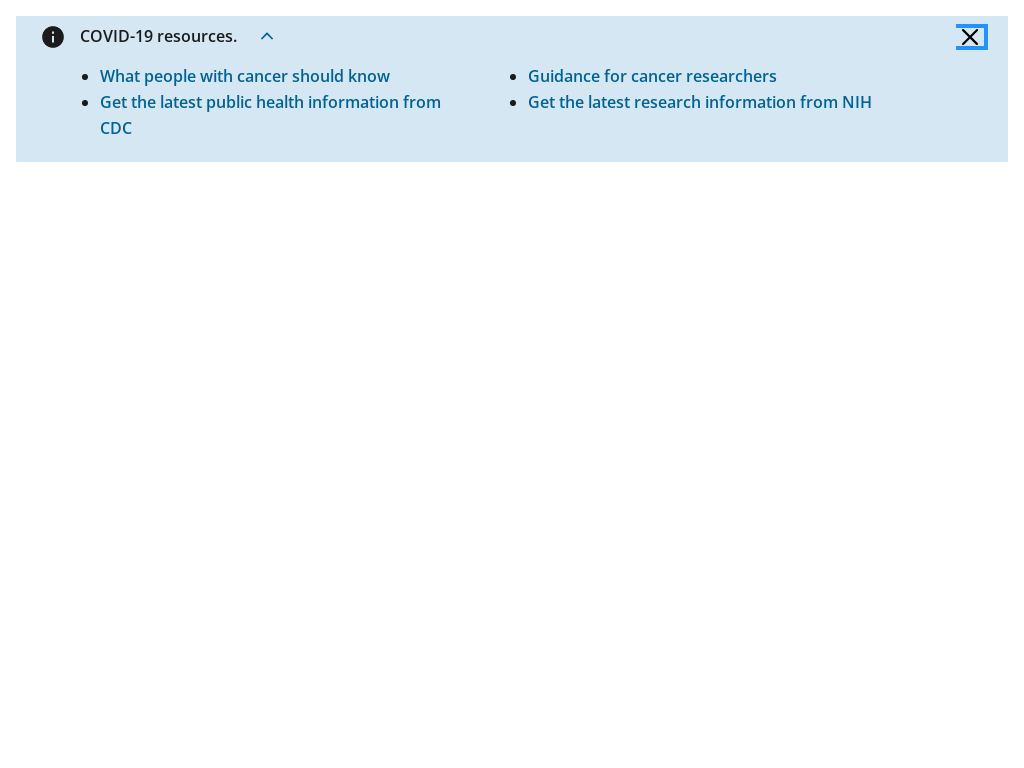 COVID-19 resources.
What people with cancer should know
Get the latest public health information from
CDC
Guidance for cancer researchers
Get the latest research information from NIH